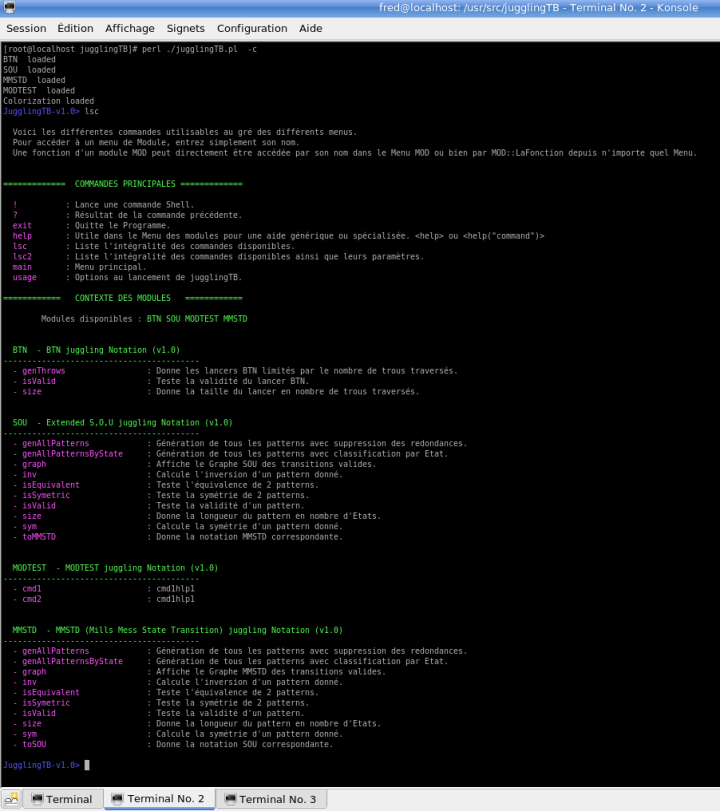 fred@localhost: /usr/src/jugglingTB - Terminal No. 2 - Konsole
Session Édition Affichage Signets Configuration Aide
[root@localhost jugglingTB]# perl ./jugglingTB.pl -c
BTN loaded
SOU loaded
MMSTD loaded
MODTEST loaded
Colorization loaded
JugglingTB-v1.0> lsc
Voici les différentes commandes utilisables au gré des différents menus.
Pour accéder à un menu de Module, entrez simplement son nom.
Une fonction d'un module MOD peut directement être accédée par son nom dans le Menu MOD ou bien par MOD::LaFonction depuis n'importe quel Menu.
============= COMMANDES PRINCIPALES =============
! : Lance une commande Shell.
? : Résultat de la commande précédente.
exit : Quitte le Programme.
help : Utile dans le Menu des modules pour une aide générique ou spécialisée. <help> ou <help("command")>
lsc : Liste l'intégralité des commandes disponibles.
lsc2 : Liste l'intégralité des commandes disponibles ainsi que leurs paramètres.
main : Menu principal.
usage : Options au lancement de jugglingTB.
============ CONTEXTE DES MODULES ============
Modules disponibles : BTN SOU MODTEST MMSTD
BTN - BTN juggling Notation (v1.0)
-----------------------------------------
- genThrows : Donne les lancers BTN limités par le nombre de trous traversés.
- isValid : Teste la validité du lancer BTN.
- size : Donne la taille du lancer en nombre de trous traversés.
SOU - Extended S,O,U juggling Notation (v1.0)
-----------------------------------------
- genAllPatterns : Génération de tous les patterns avec suppression des redondances.
- genAllPatternsByState : Génération de tous les patterns avec classification par Etat.
- graph : Affiche le Graphe SOU des transitions valides.
- inv : Calcule l'inversion d'un pattern donné.
- isEquivalent : Teste l'équivalence de 2 patterns.
- isSymetric : Teste la symétrie de 2 patterns.
- isValid : Teste la validité d'un pattern.
- size : Donne la longueur du pattern en nombre d'Etats.
- sym : Calcule la symétrie d'un pattern donné.
- toMMSTD : Donne la notation MMSTD correspondante.
MODTEST - MODTEST juggling Notation (v1.0)
-----------------------------------------
- cmd1 : cmd1hlp1
- cmd2 : cmd1hlp1
MMSTD - MMSTD (Mills Mess State Transition) juggling Notation (v1.0)
-----------------------------------------
- genAllPatterns : Génération de tous les patterns avec suppression des redondances.
- genAllPatternsByState : Génération de tous les patterns avec classification par Etat.
- graph : Affiche le Graphe MMSTD des transitions valides.
- inv : Calcule l'inversion d'un pattern donné.
- isEquivalent : Teste l'équivalence de 2 patterns.
- isSymetric : Teste la symétrie de 2 patterns.
- isValid : Teste la validité d'un pattern.
- size : Donne la longueur du pattern en nombre d'Etats.
- sym : Calcule la symétrie d'un pattern donné.
- toSOU : Donne la notation SOU correspondante.
JugglingTB-v1.0>
Terminal Terminal No. 2 Terminal No. 3